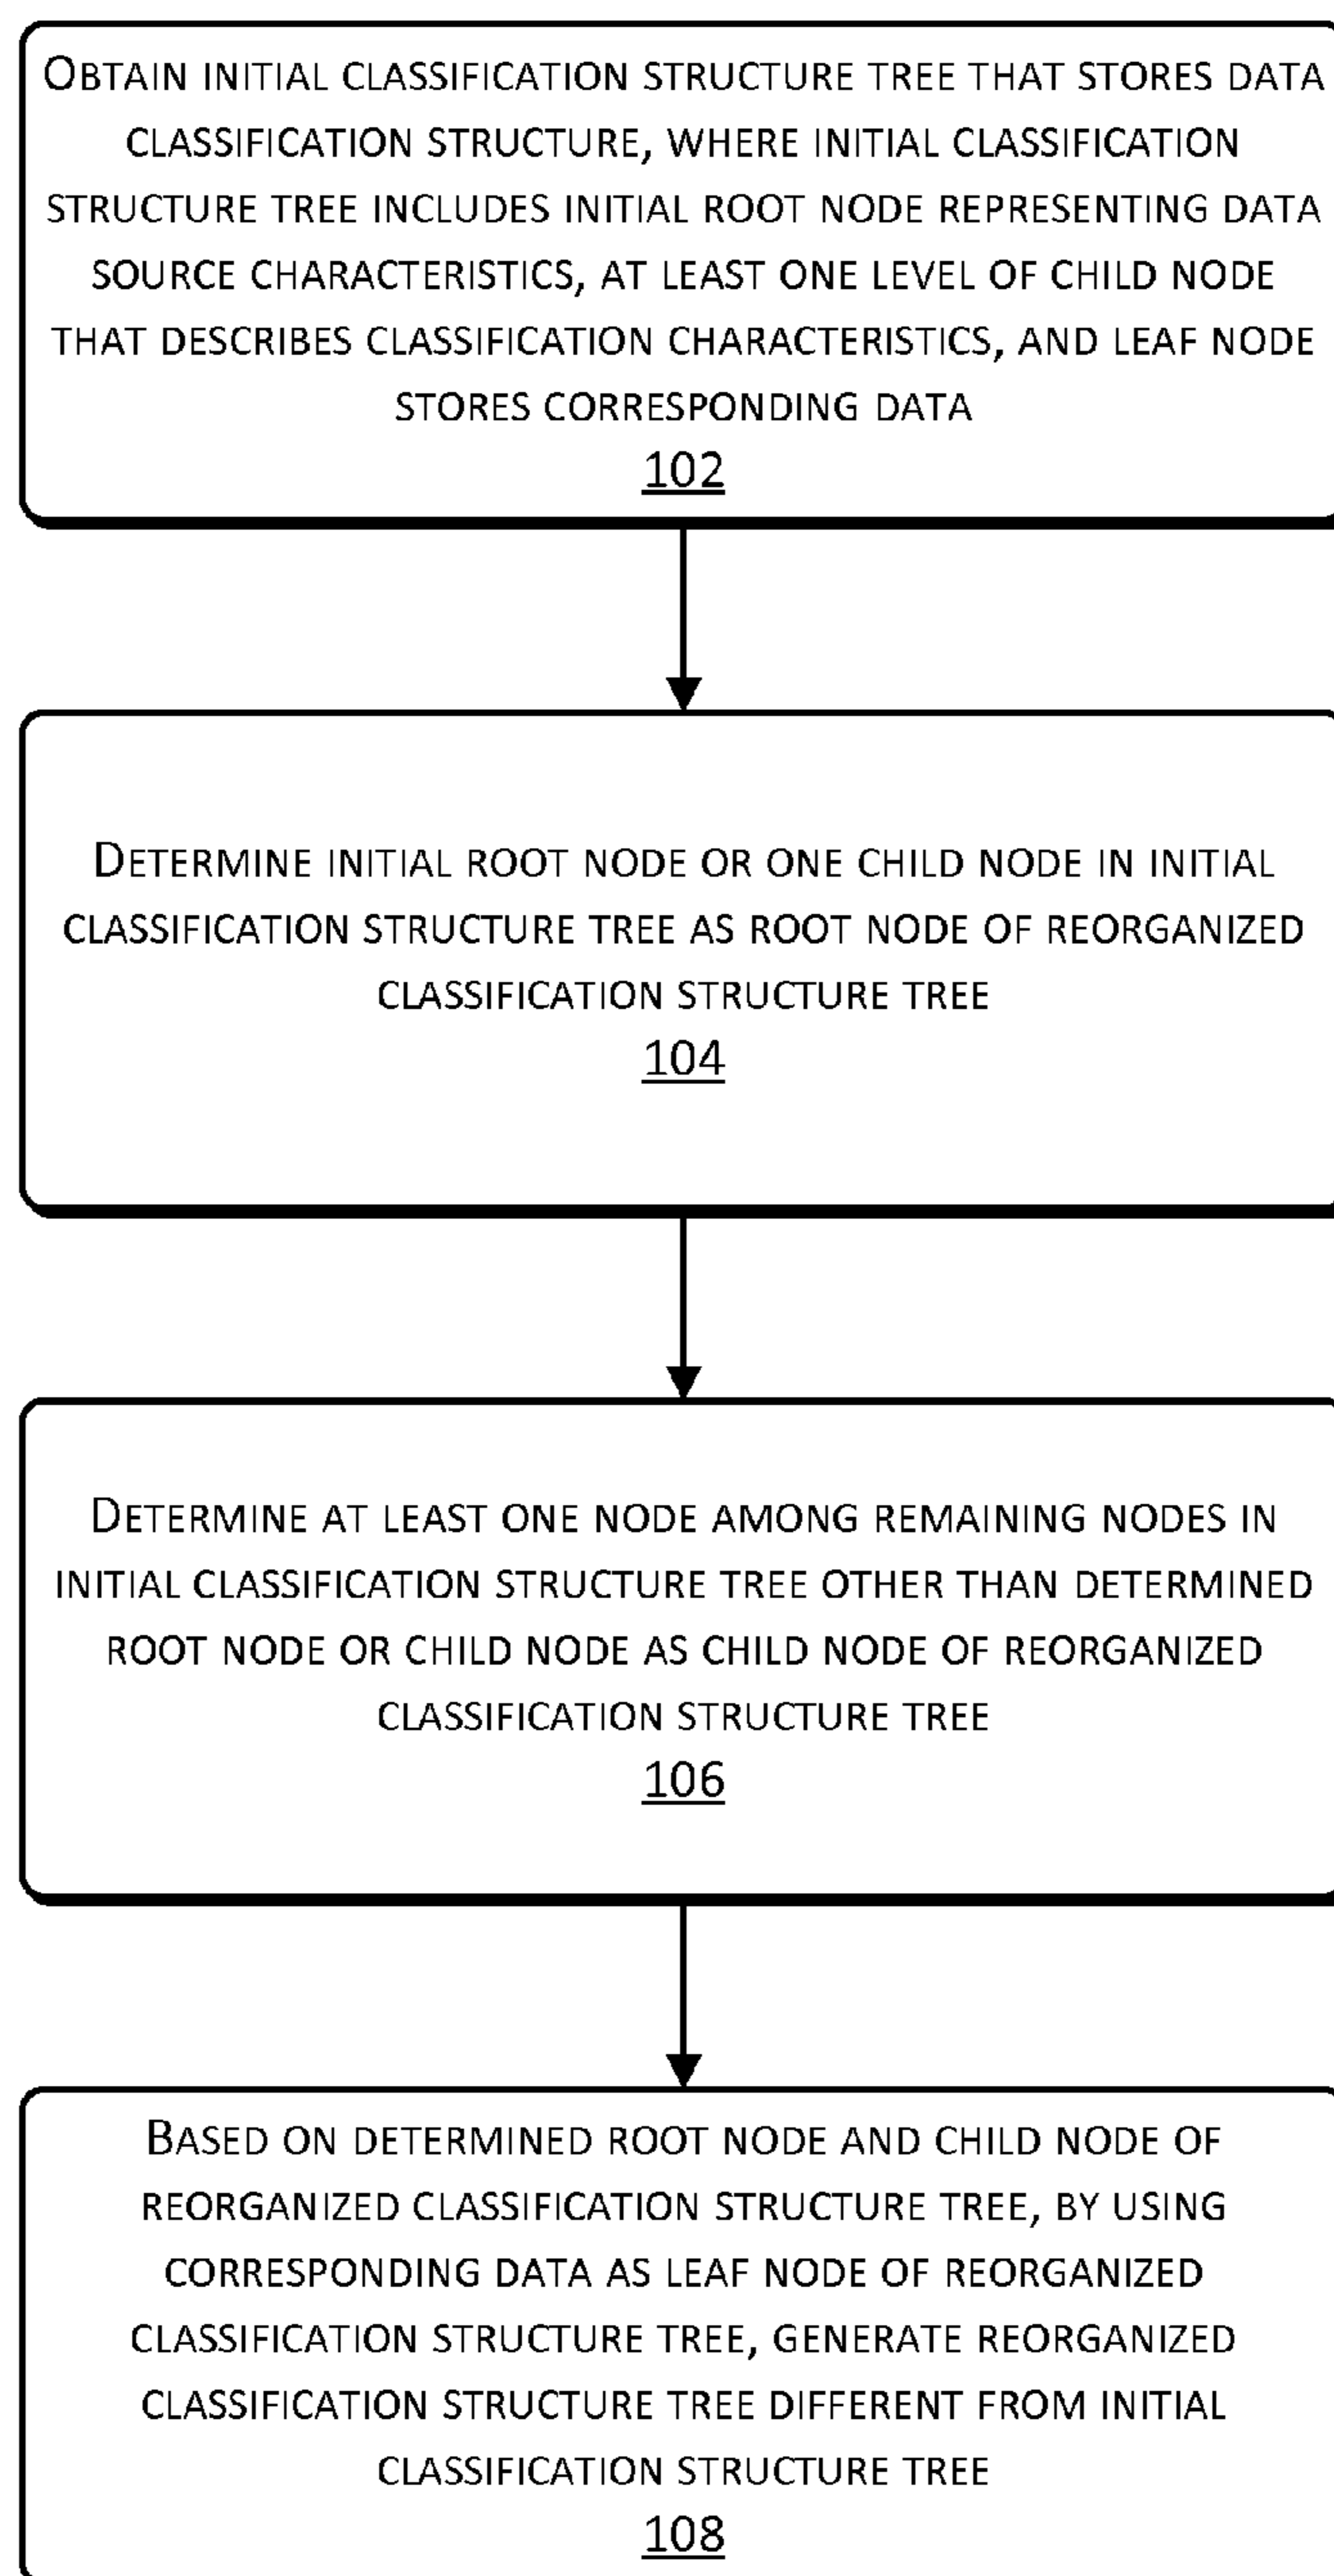 OBTAIN INITIAL CLASSIFICATION STRUCTURE TREE THAT STORES DATA
CLASSIFICATION STRUCTURE, WHERE INITIAL CLASSIFICATION
STRUCTURE TREE INCLUDES INITIAL ROOT NODE REPRESENTING DATA
SOURCE CHARACTERISTICS, AT LEAST ONE LEVEL OF CHILD NODE
THAT DESCRIBES CLASSIFICATION CHARACTERISTICS, AND LEAF NODE
STORES CORRESPONDING DATA
102
DETERMINE INITIAL ROOT NODE OR ONE CHILD NODE IN INITIAL
CLASSIFICATION STRUCTURE TREE AS ROOT NODE OF REORGANIZED
CLASSIFICATION STRUCTURE TREE
104
DETERMINE AT LEAST ONE NODE AMONG REMAINING NODES IN
INITIAL CLASSIFICATION STRUCTURE TREE OTHER THAN DETERMINED
ROOT NODE OR CHILD NODE AS CHILD NODE OF REORGANIZED
CLASSIFICATION STRUCTURE TREE
106
BASED ON DETERMINED ROOT NODE AND CHILD NODE OF
REORGANIZED CLASSIFICATION STRUCTURE TREE, BY USING
CORRESPONDING DATA AS LEAF NODE OF REORGANIZED
CLASSIFICATION STRUCTURE TREE, GENERATE REORGANIZED
CLASSIFICATION STRUCTURE TREE DIFFERENT FROM INITIAL
CLASSIFICATION STRUCTURE TREE
108